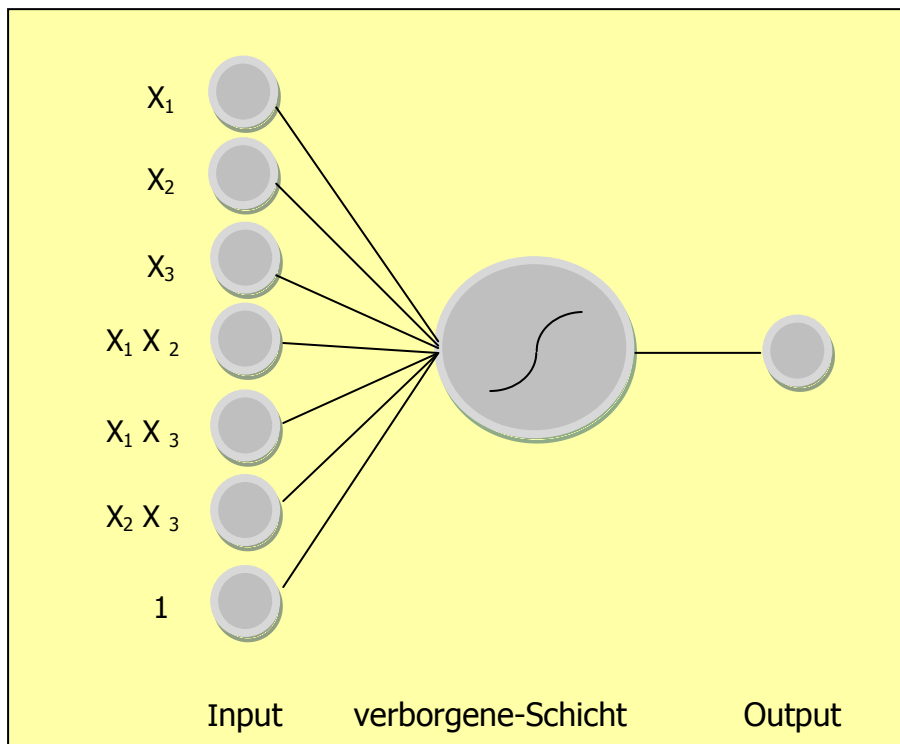 X₁
X₂
X₃
X₁ X ₂
X₁ X ₃
X₂ X ₃
1
Input verborgene-Schicht Output